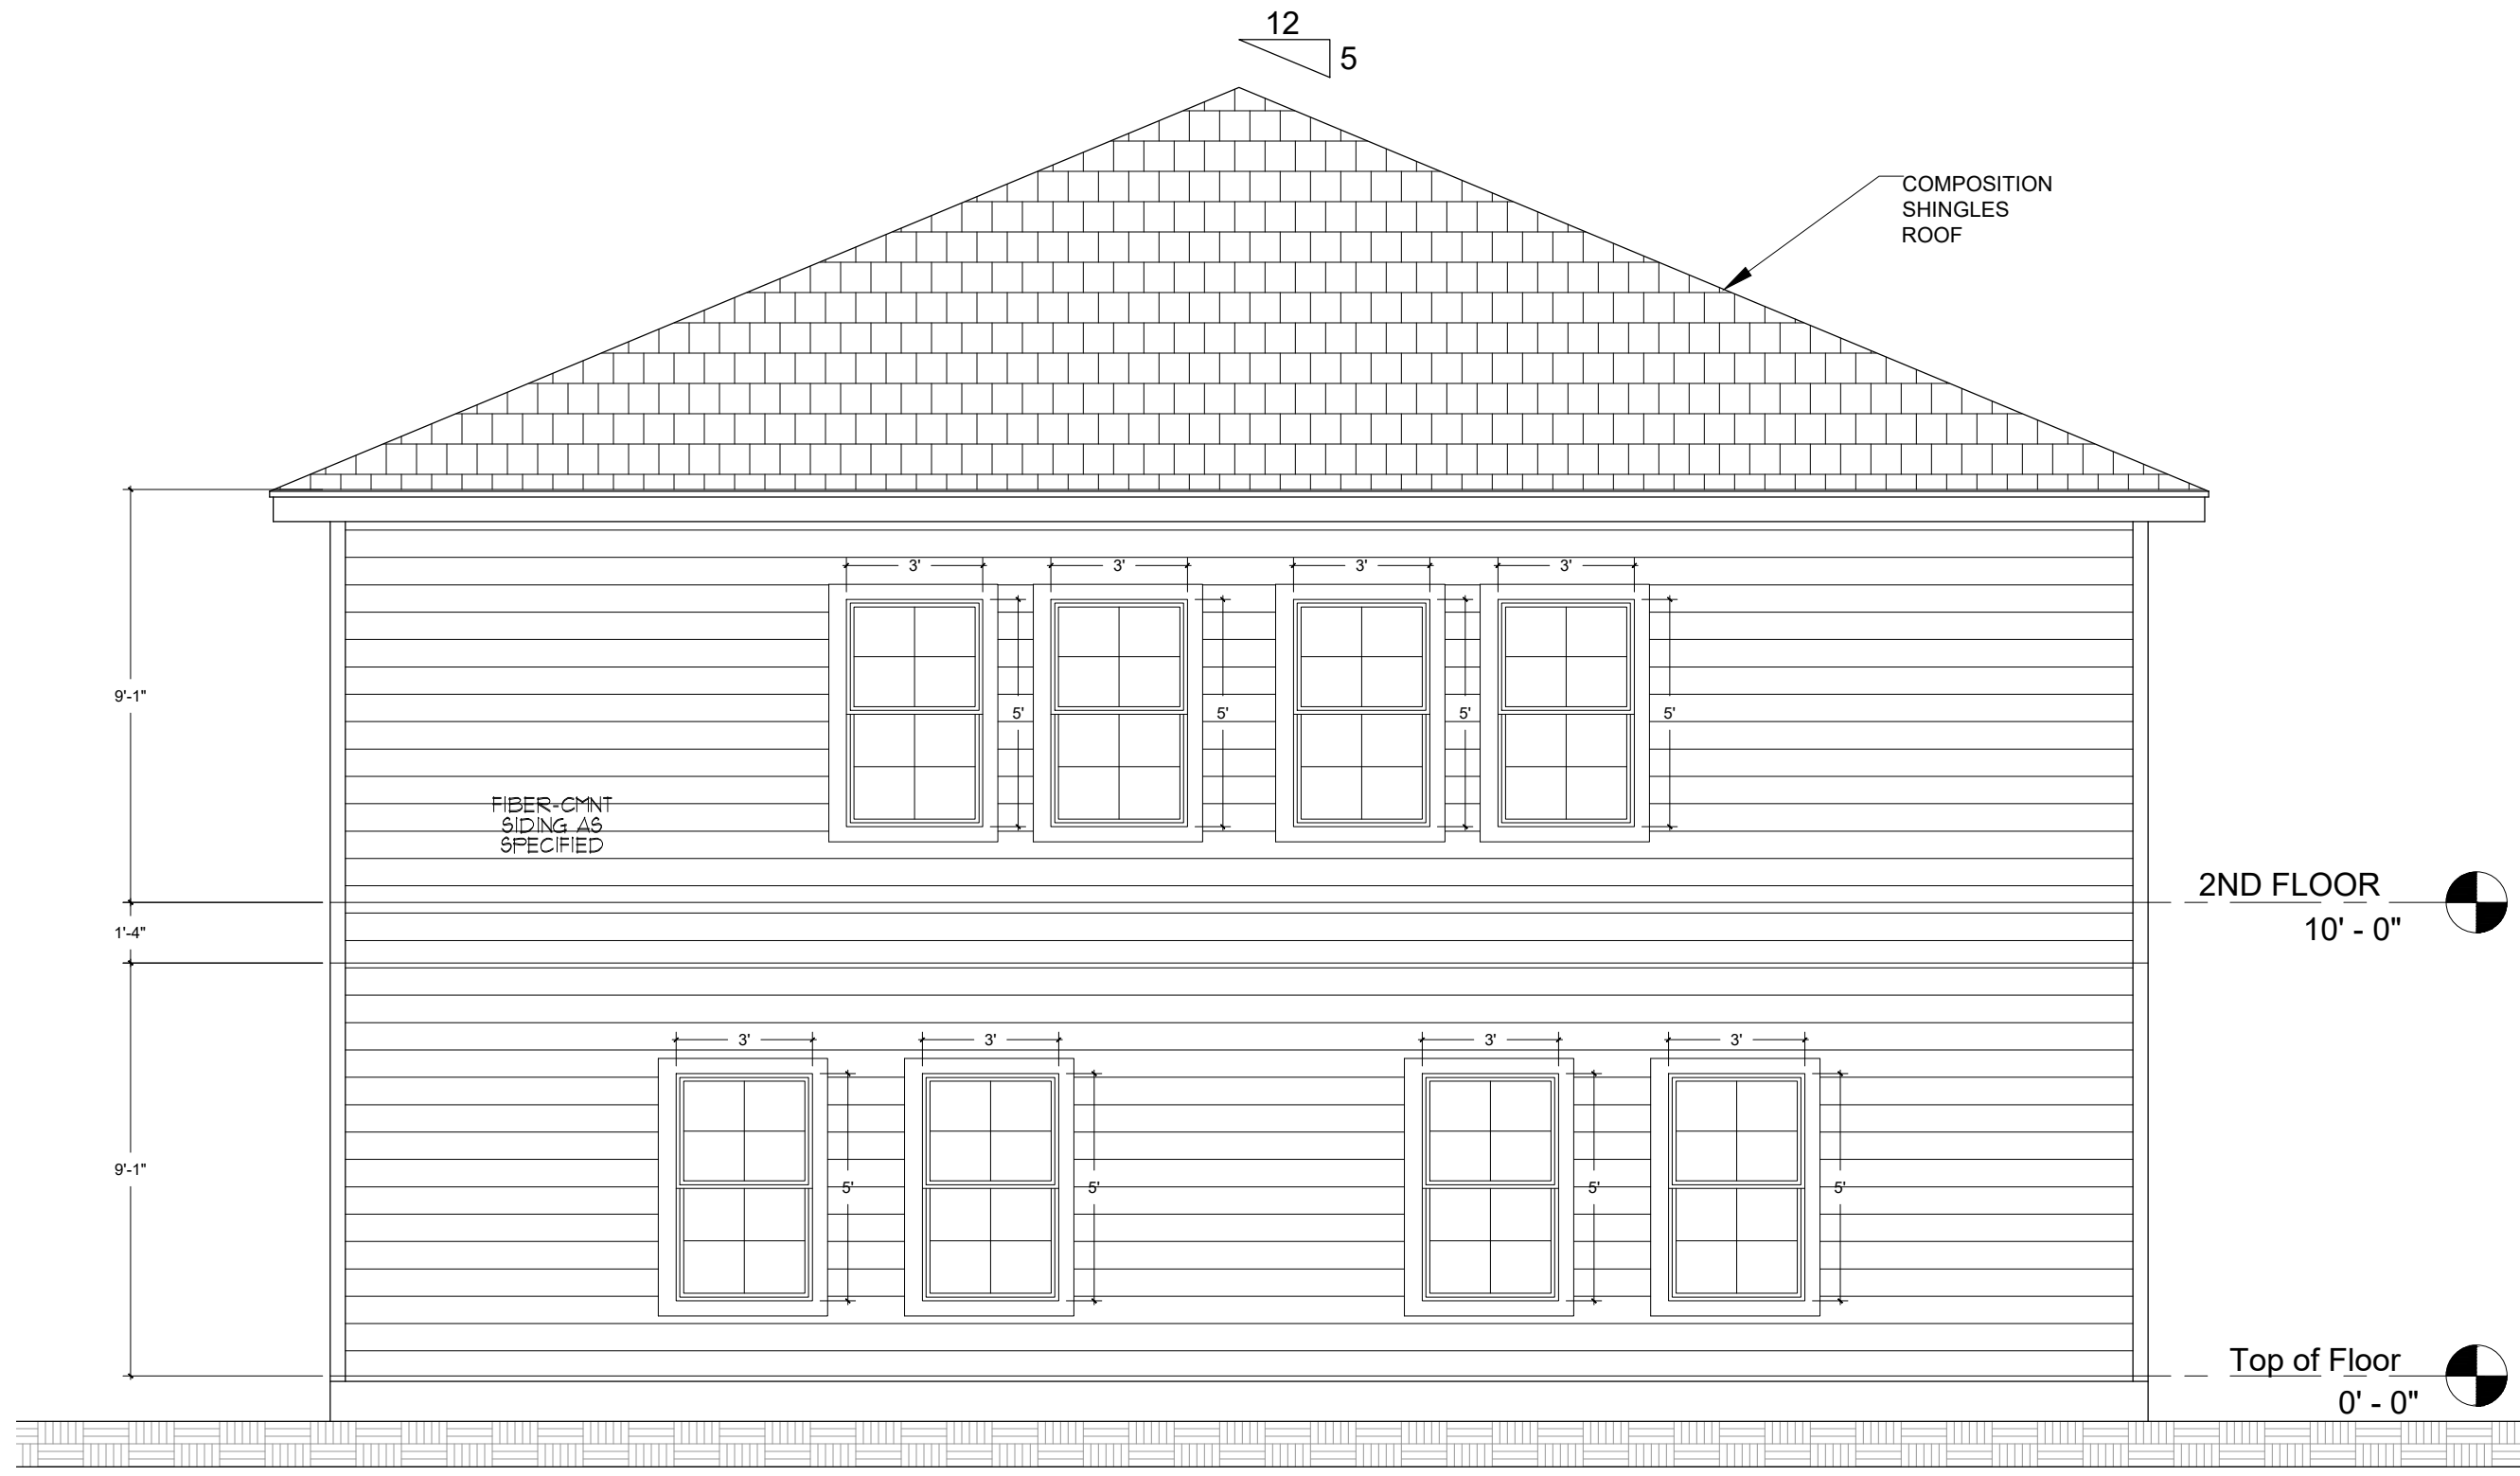 12
5
COMPOSITION
SHINGLES
ROOF
3' 3' 3' 3'
9'-1"
5' 5' 5' 5'
FIBER-CMNT
SIDING AS
SPECIFIED
2ND FLOOR
10' - 0"
1'-4"
3' 3' 3' 3'
9'-1"
5' 5' 5' 5'
Top of Floor
0' - 0"